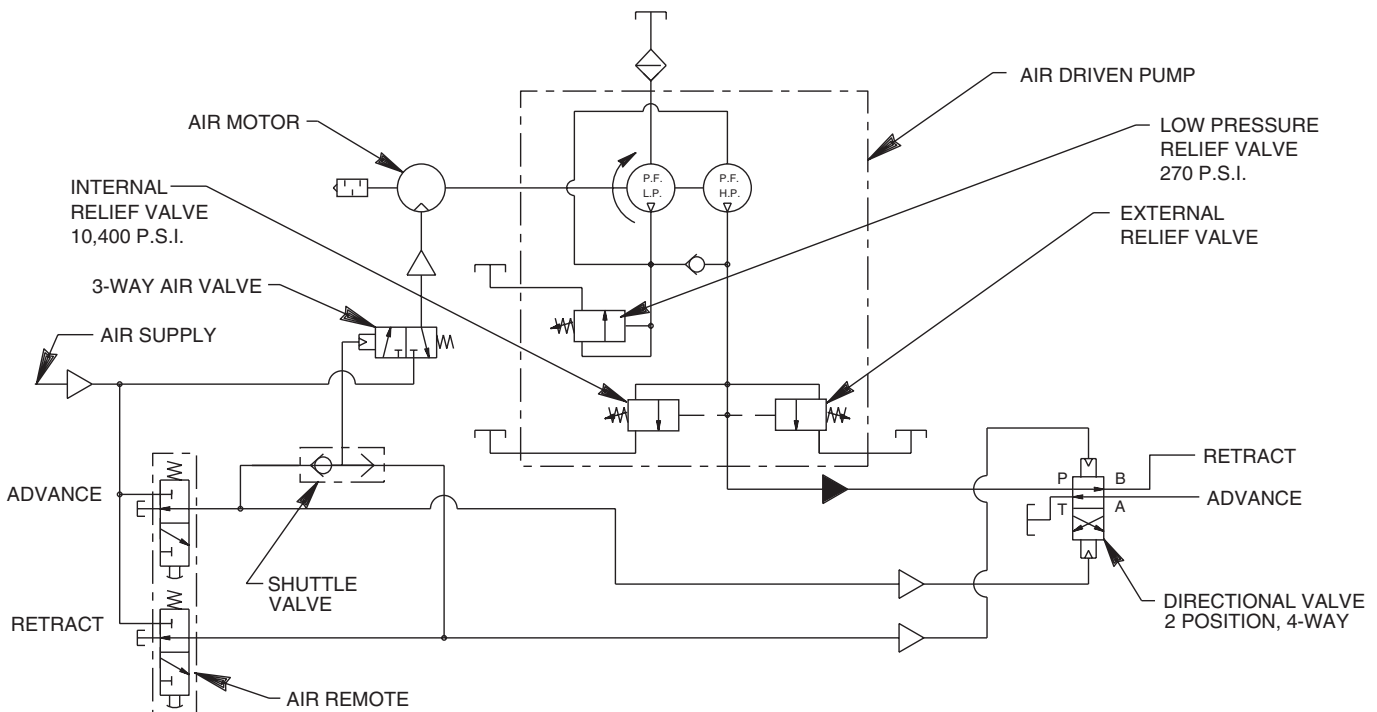 AIR DRIVEN PUMP
AIR MOTOR
LOW PRESSURE
RELIEF VALVE
270 P.S.I.
INTERNAL
RELIEF VALVE
10,400 P.S.I.
P.F.
L.P.
P.F.
H.P.
EXTERNAL
RELIEF VALVE
3-WAY AIR VALVE
AIR SUPPLY
ADVANCE
SHUTTLE
VALVE
RETRACT
AIR REMOTE
P B
T A
RETRACT
ADVANCE
DIRECTIONAL VALVE
2 POSITION, 4-WAY